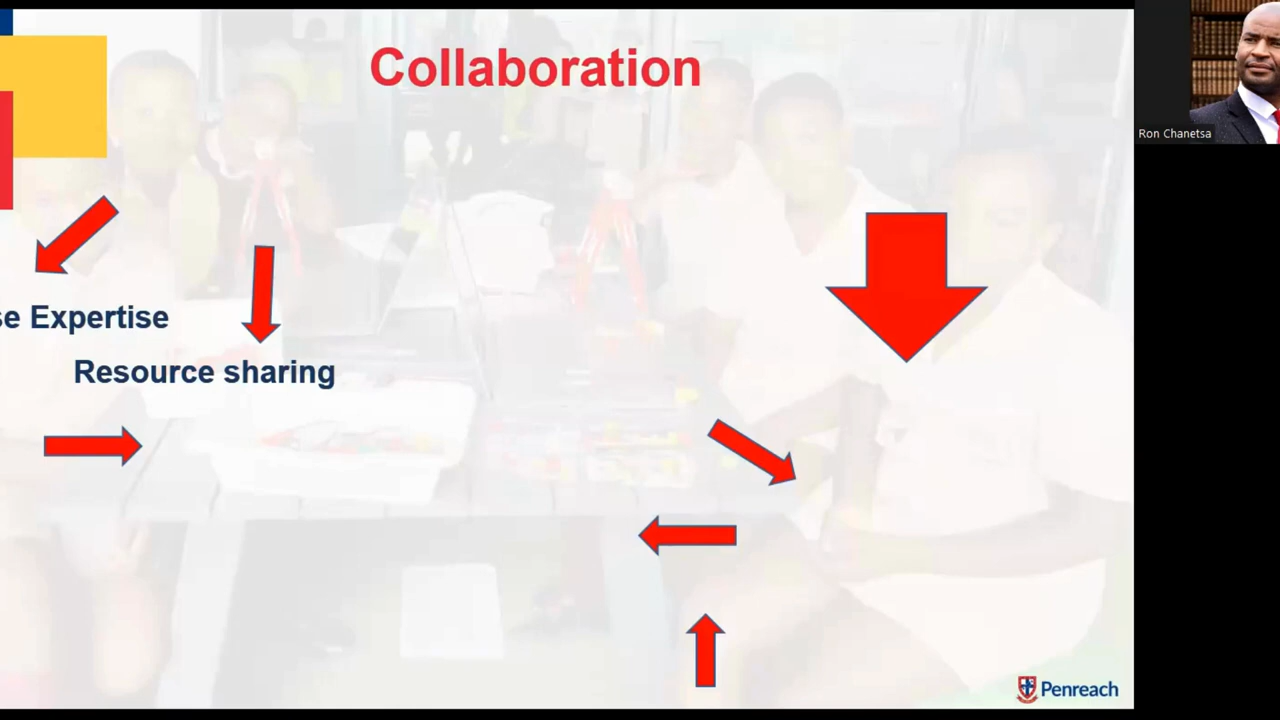 Collaboration
Ron Chanetsa
se Expertise
Resource sharing
Penreach